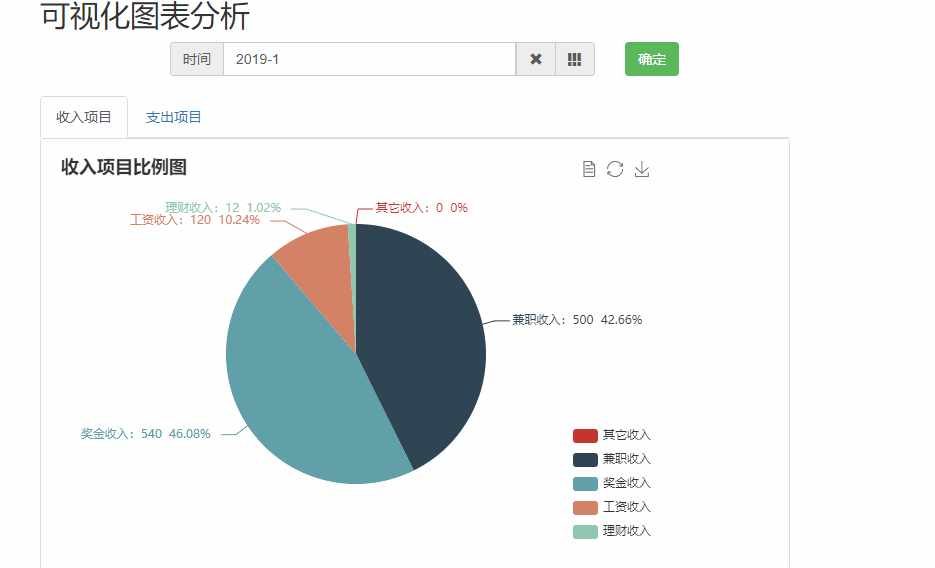 可视化图表分析
时间 2019-1 确定
收入项目 支出项目
收入项目比例图
理财收入：12 1.02%
其它收入：0 0%
工资收入：120 10.24%
兼职收入：500 42.66%
奖金收入：540 46.08%
其它收入
兼职收入
奖金收入
工资收入
理财收入